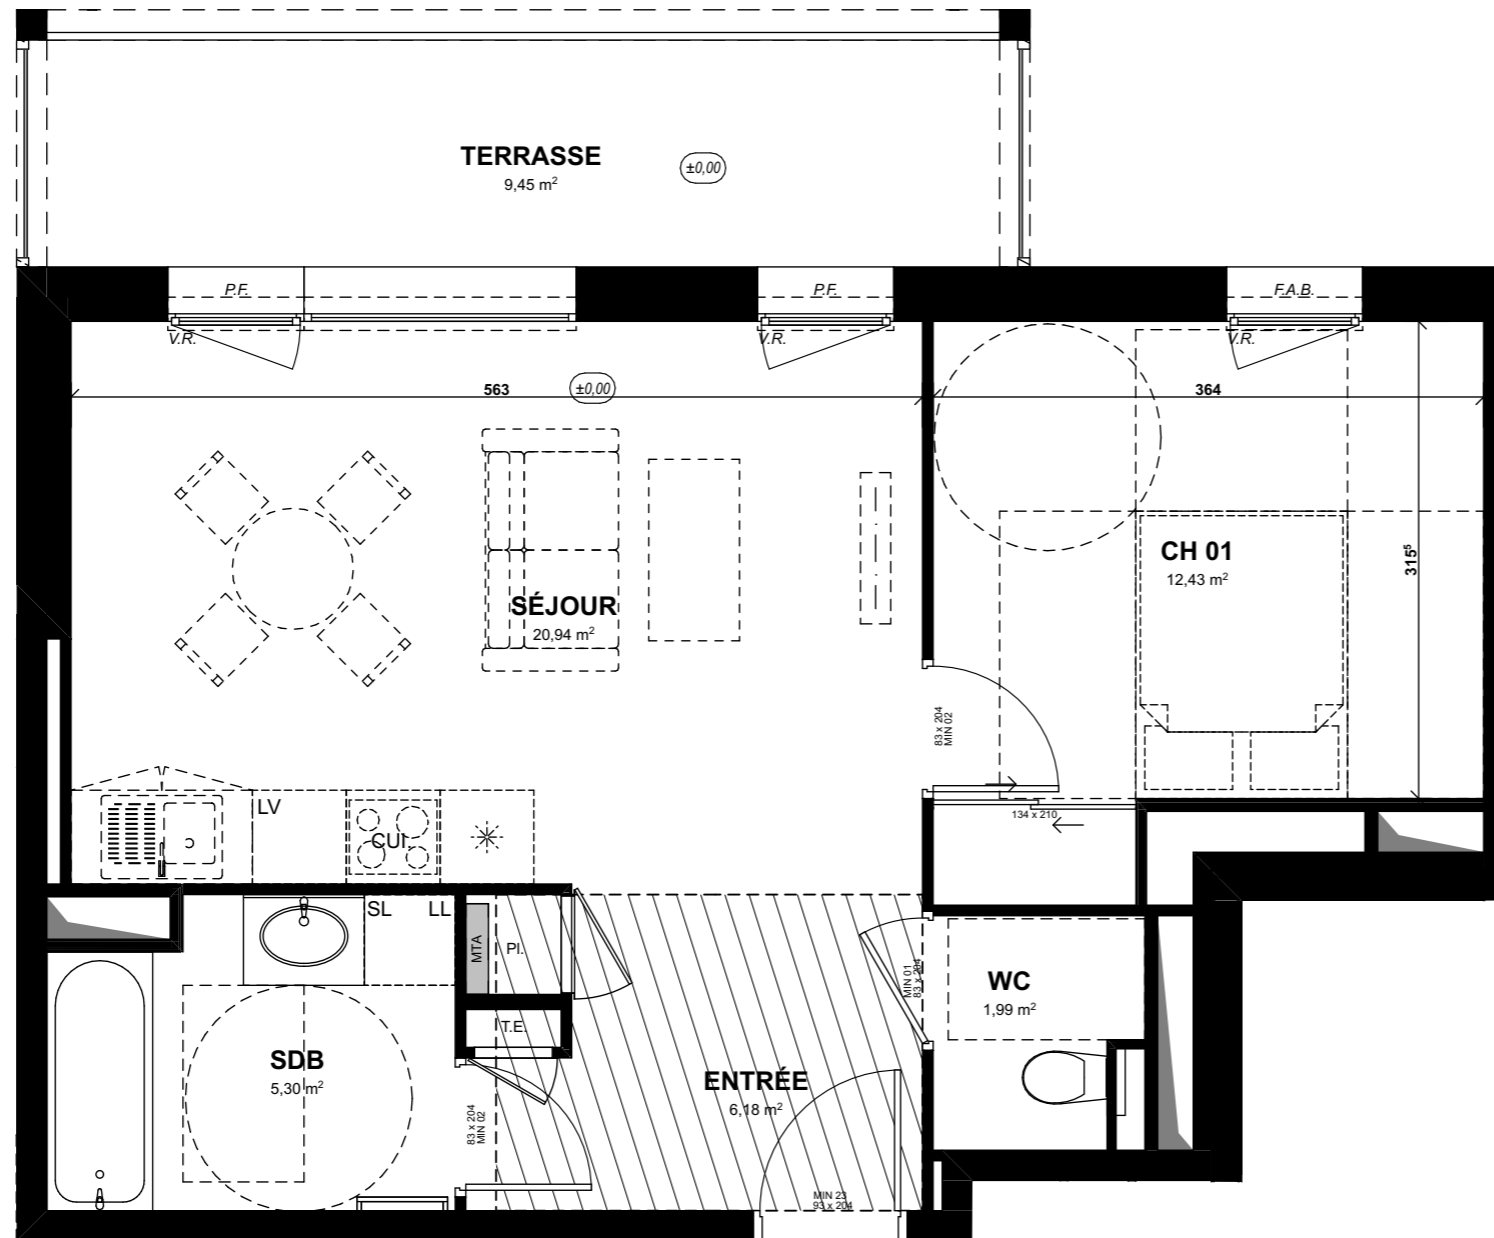 TERRASSE
9,45 m²
±0,00
P.F.
P.F.
F.A.B.
V.R.
V.R.
V.R.
563
±0,00
364
315⁵
CH 01
12,43 m²
SÉJOUR
20,94 m²
83 x 204
MIN 02
134 x 210
LV
CUI.
SL
LL
MTA
Pl.
T.E.
MIN 01
83 x 204
WC
1,99 m²
SDB
5,30 m²
ENTRÉE
6,18 m²
83 x 204
MIN 02
MIN 23
93 x 204